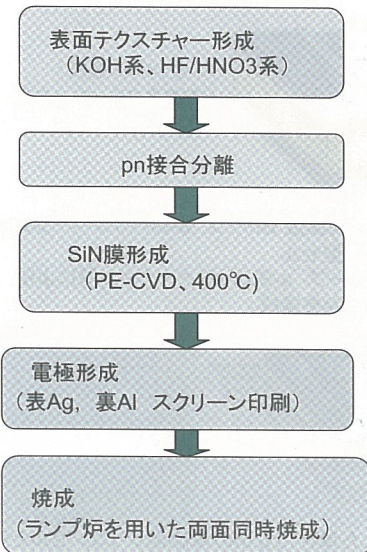 表面テクスチャー形成
（KOH系、HF/HNO3系）
pn接合分離
SiN膜形成
（PE-CVD、400℃)
電極形成
（表Ag, 裏Al スクリーン印刷）
焼成
（ランプ炉を用いた両面同時焼成）